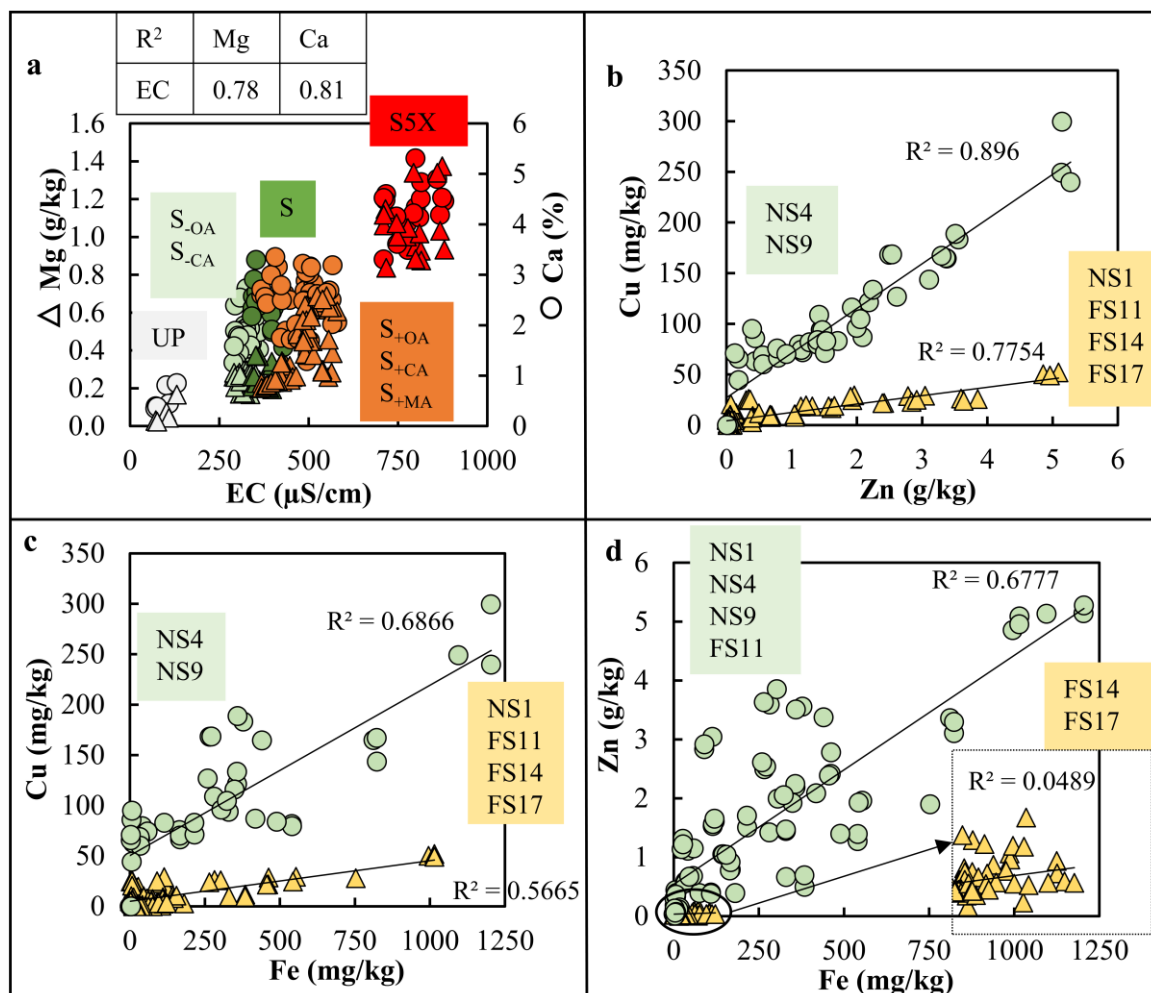 a
R² Mg Ca
EC 0.78 0.81
S5X
S
S-OA
S-CA
UP
S+OA
S+CA
S+MA
△ Mg (g/kg)
1.6
1.4
1.2
1.0
0.8
0.6
0.4
0.2
0.0
○ Ca (%)
6
5
4
3
2
1
0
0 250 500 750 1000
EC (µS/cm)
b
Cu (mg/kg)
350
300
250
200
150
100
50
0
R² = 0.896
NS4
NS9
NS1
FS11
FS14
FS17
R² = 0.7754
0 1 2 3 4 5 6
Zn (g/kg)
c
Cu (mg/kg)
350
300
250
200
150
100
50
0
NS4
NS9
R² = 0.6866
NS1
FS11
FS14
FS17
R² = 0.5665
0 250 500 750 1000 1250
Fe (mg/kg)
d
Zn (g/kg)
6
5
4
3
2
1
0
NS1
NS4
NS9
FS11
R² = 0.6777
FS14
FS17
R² = 0.0489
0 250 500 750 1000 1250
Fe (mg/kg)